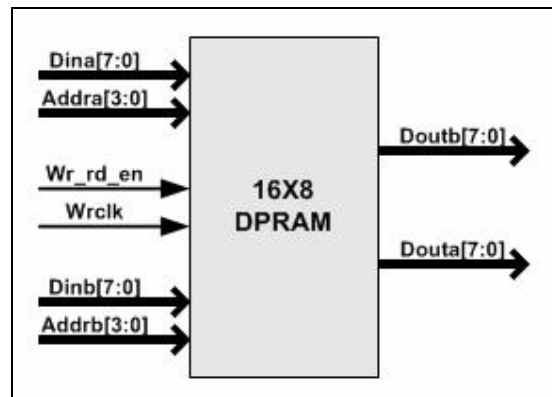 Dina[7:0]
Addra[3:0]
Wr_rd_en
Wrclk
Dinb[7:0]
Addrb[3:0]
16X8
DPRAM
Doutb[7:0]
Douta[7:0]